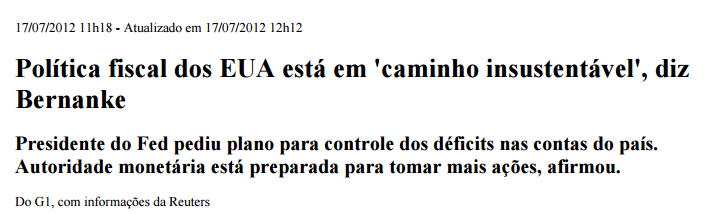 17/07/2012 11h18 - Atualizado em 17/07/2012 12h12
Política fiscal dos EUA está em 'caminho insustentável', diz
Bernanke
Presidente do Fed pediu plano para controle dos déficits nas contas do país.
Autoridade monetária está preparada para tomar mais ações, afirmou.
Do G1, com informações da Reuters